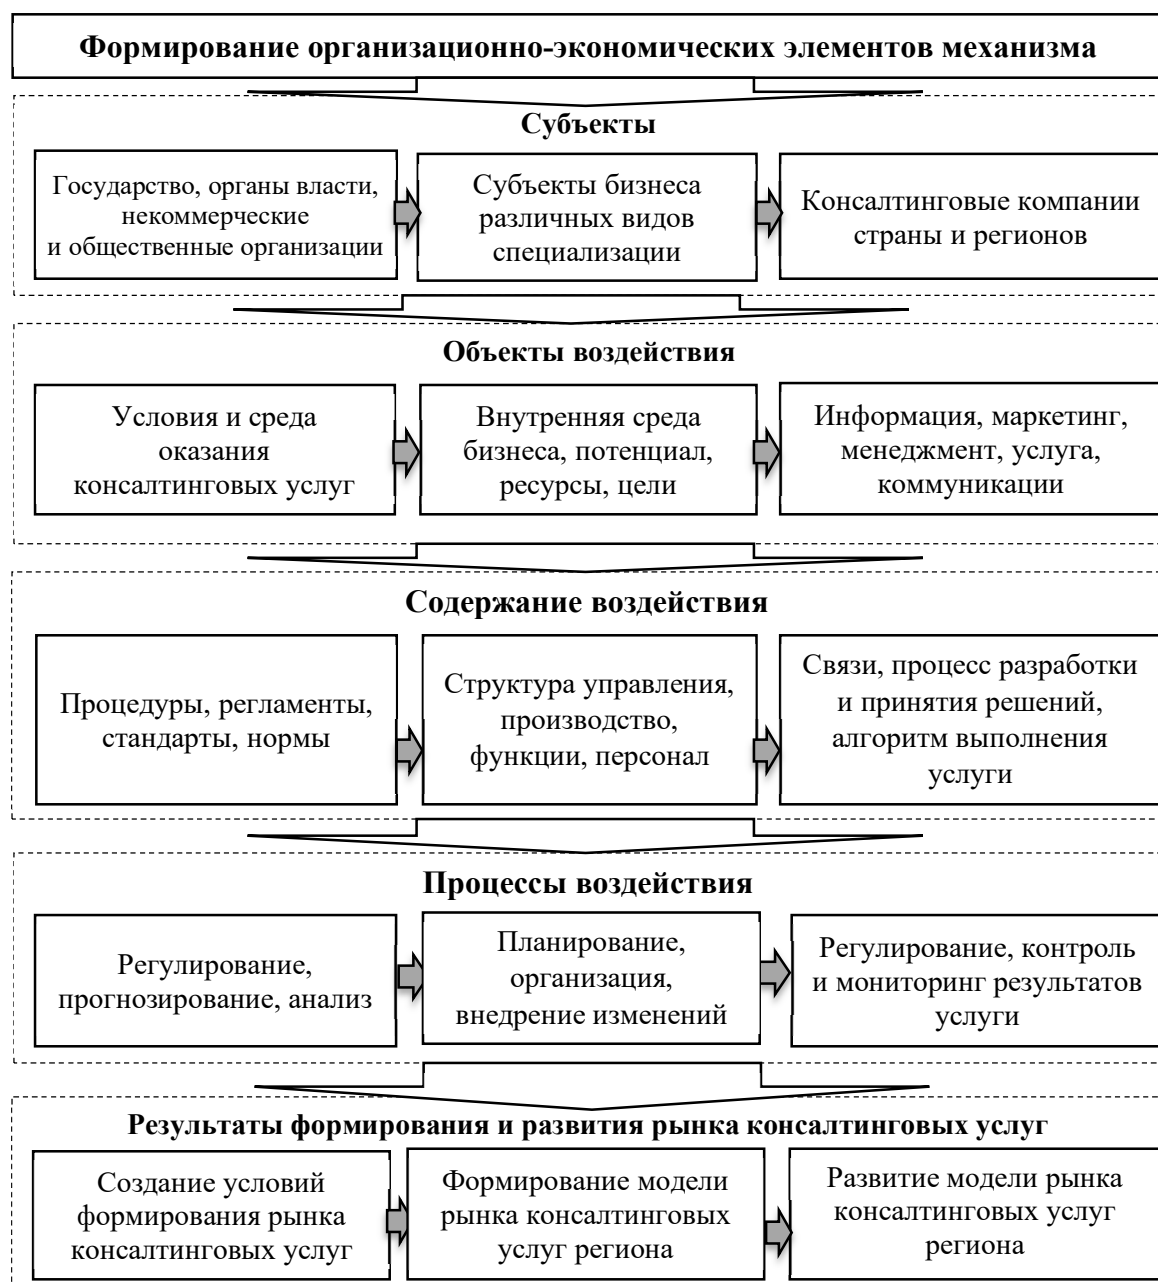 Формирование организационно-экономических элементов механизма
Субъекты
Государство, органы власти,
некоммерческие
и общественные организации
Субъекты бизнеса
различных видов
специализации
Консалтинговые компании
страны и регионов
Объекты воздействия
Условия и среда
оказания
консалтинговых услуг
Внутренняя среда
бизнеса, потенциал,
ресурсы, цели
Информация, маркетинг,
менеджмент, услуга,
коммуникации
Содержание воздействия
Процедуры, регламенты,
стандарты, нормы
Структура управления,
производство,
функции, персонал
Связи, процесс разработки
и принятия решений,
алгоритм выполнения
услуги
Процессы воздействия
Регулирование,
прогнозирование, анализ
Планирование,
организация,
внедрение изменений
Регулирование, контроль
и мониторинг результатов
услуги
Результаты формирования и развития рынка консалтинговых услуг
Создание условий
формирования рынка
консалтинговых услуг
Формирование модели
рынка консалтинговых
услуг региона
Развитие модели рынка
консалтинговых услуг
региона